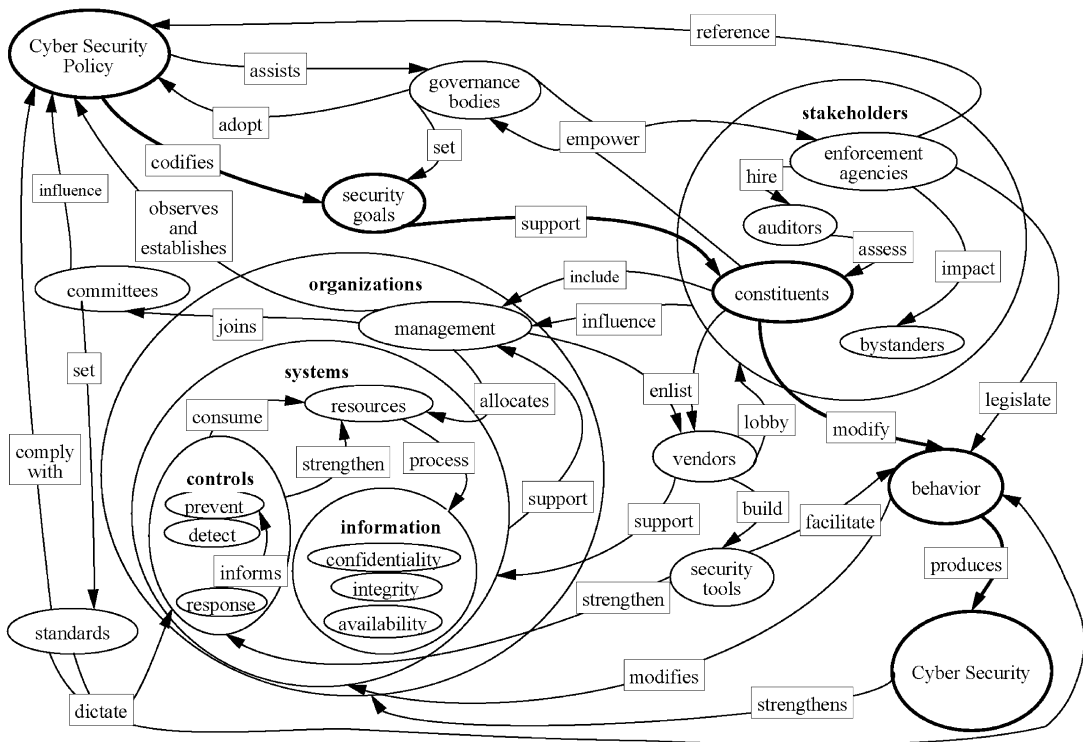 reference
Cyber Security
Policy
assists
governance
bodies
adopt
stakeholders
set
empower
enforcement
agencies
codifies
hire
influence
security
goals
observes
and
establishes
support
auditors
assess
impact
committees
organizations
include
constituents
joins
management
influence
bystanders
set
systems
enlist
resources
allocates
consume
lobby
legislate
modify
comply
with
strengthen
process
controls
vendors
behavior
prevent
support
detect
information
support
build
facilitate
confidentiality
informs
integrity
security
tools
produces
response
strengthen
availability
standards
modifies
Cyber Security
dictate
strengthens